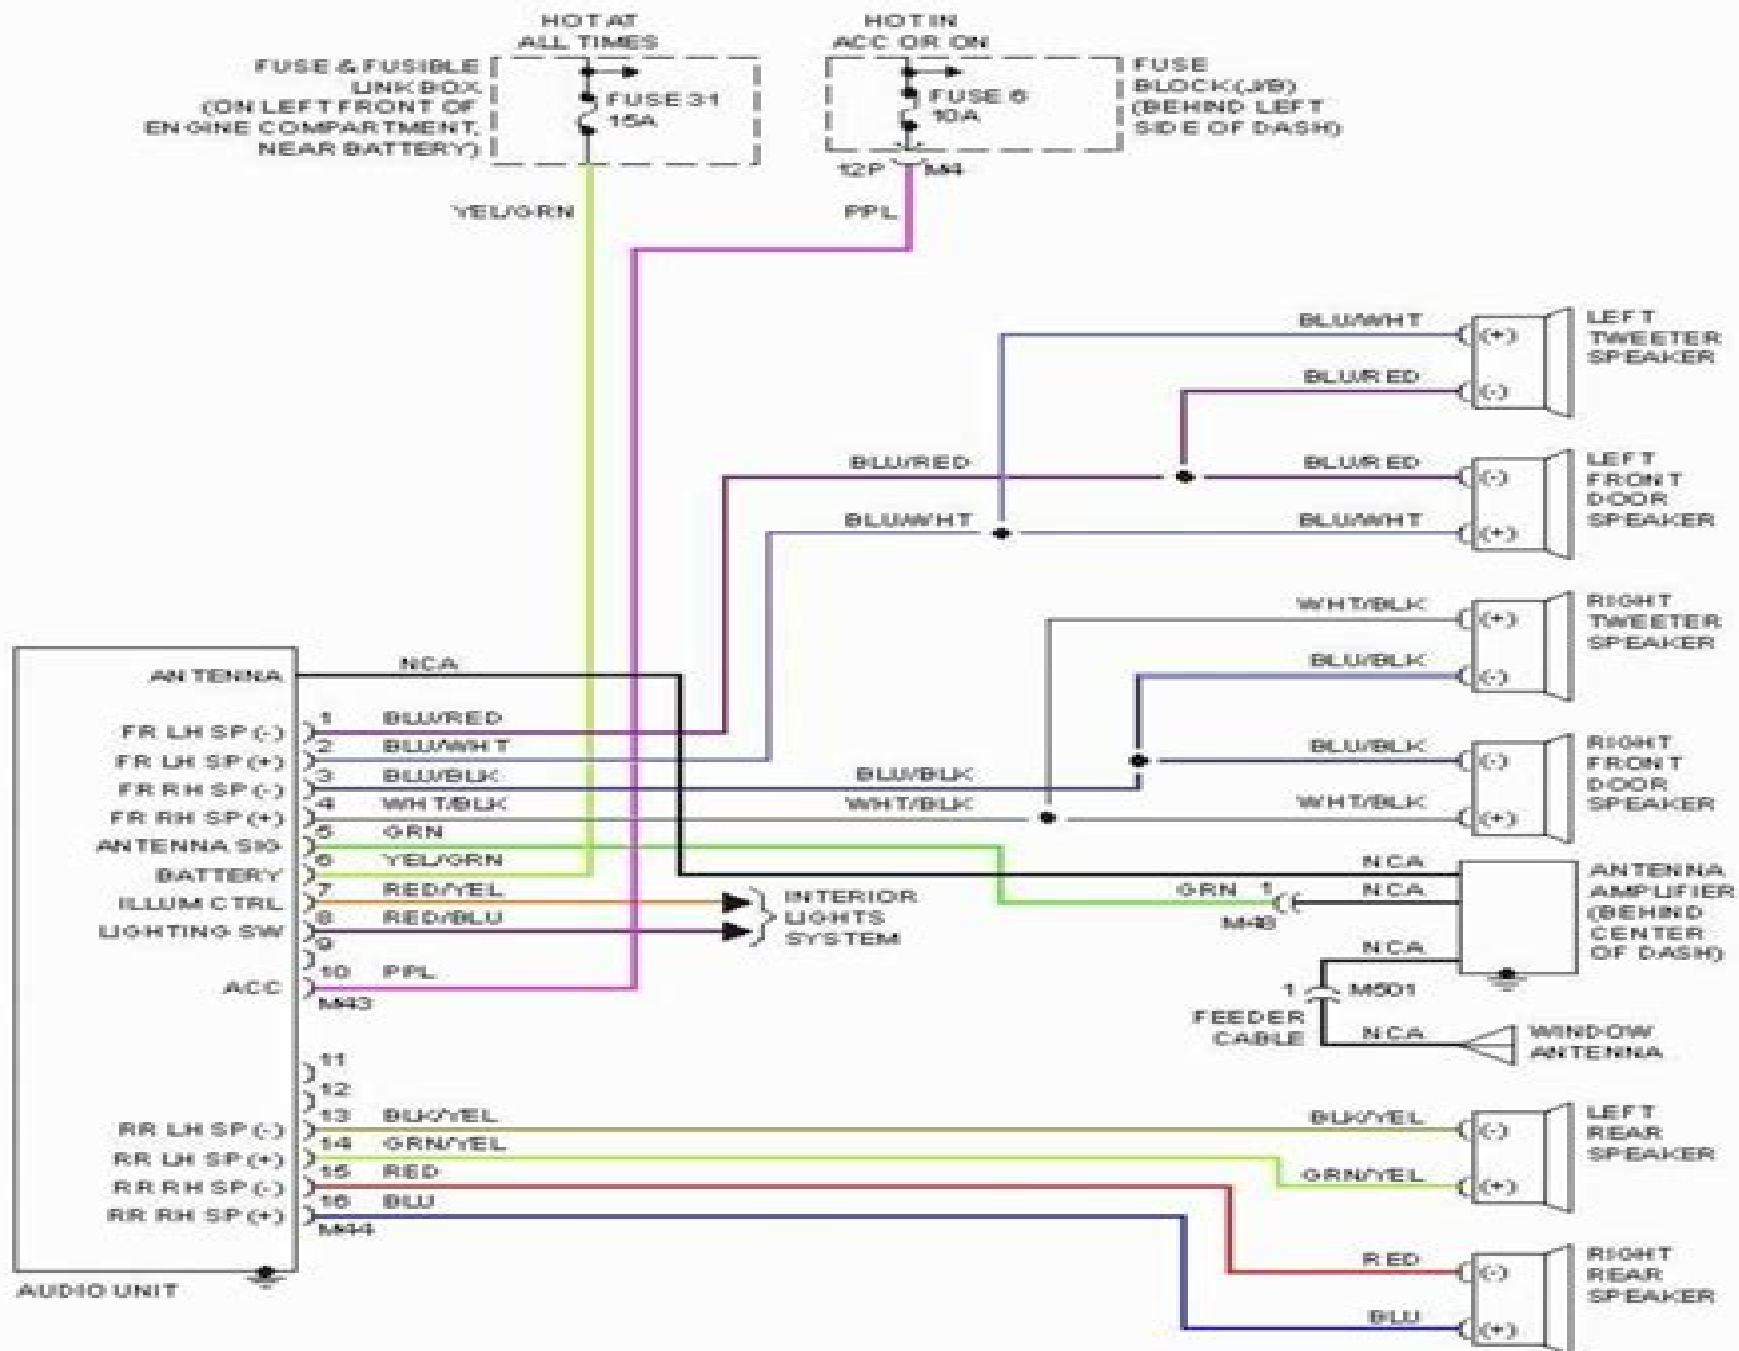 HOT AT
ALL TIMES
HOT IN
ACC OR ON
FUSE & FUSIBLE
LINK BOX
(ON LEFT FRONT OF
ENGINE COMPARTMENT,
NEAR BATTERY)
FUSE 31
15A
FUSE 6
10A
FUSE
BLOCK (J/B)
(BEHIND LEFT
SIDE OF DASH)
12P M4
YEL/GRN
PPL
BLU/WHT
(+)
LEFT
TWEETER
SPEAKER
BLU/RED
(-)
BLU/RED
BLU/RED
(-)
LEFT
FRONT
DOOR
SPEAKER
BLU/WHT
BLU/WHT
(+)
WHT/BLK
(+)
RIGHT
TWEETER
SPEAKER
BLU/BLK
(-)
BLU/BLK
(-)
RIGHT
FRONT
DOOR
SPEAKER
WHT/BLK
(+)
ANTENNA
NCA
FR LH SP (-)
1 BLU/RED
FR LH SP (+)
2 BLU/WHT
FR RH SP (-)
3 BLU/BLK
BLU/BLK
FR RH SP (+)
4 WHT/BLK
WHT/BLK
ANTENNA SIG
5 GRN
BATTERY
6 YEL/GRN
ILLUM CTRL
7 RED/YEL
LIGHTING SW
8 RED/BLU
9
ACC
10 PPL
M43
INTERIOR
LIGHTS
SYSTEM
NCA
GRN 1
NCA
M48
ANTENNA
AMPLIFIER
(BEHIND
CENTER
OF DASH)
NCA
1 M501
FEEDER
CABLE
NCA
WINDOW
ANTENNA
11
12
RR LH SP (-)
13 BLK/YEL
BLK/YEL
(-)
LEFT
REAR
SPEAKER
RR LH SP (+)
14 GRN/YEL
GRN/YEL
(+)
RR RH SP (-)
15 RED
RR RH SP (+)
16 BLU
M44
RED
(-)
RIGHT
REAR
SPEAKER
BLU
(+)
AUDIO UNIT